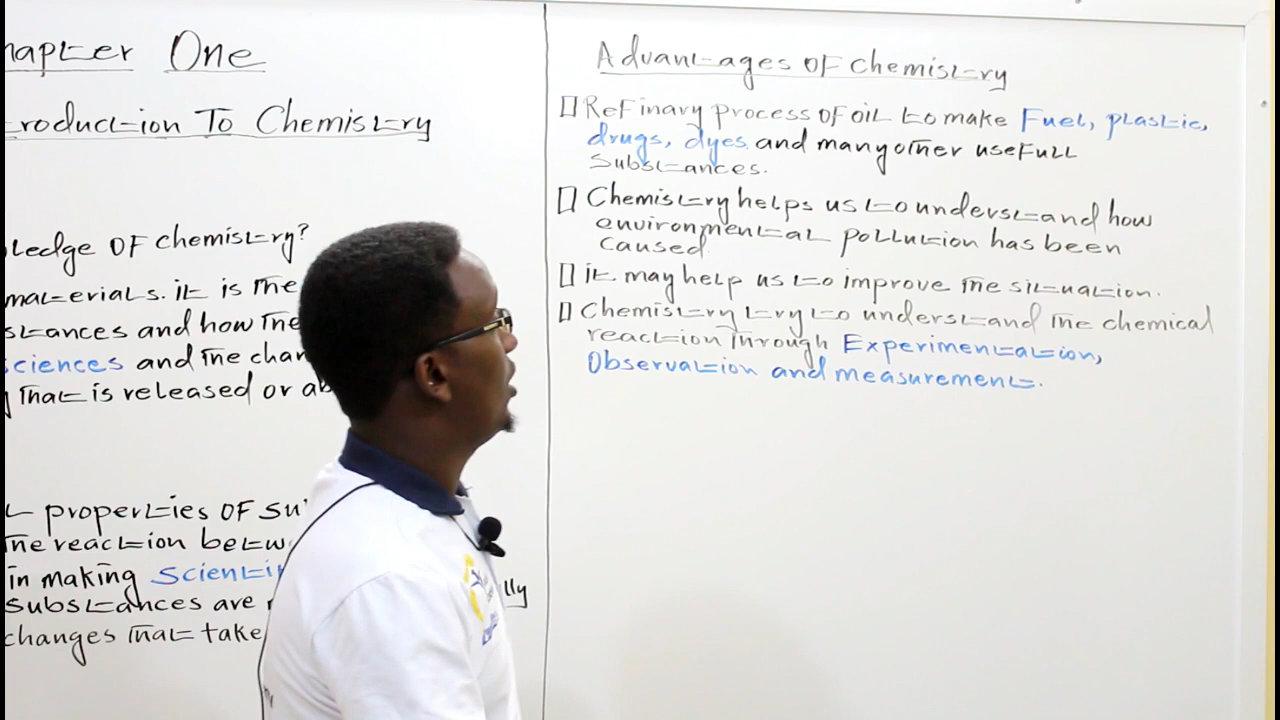 hapter One
troduction To Chemistry
ledge OF chemistry?
materials. it is the
stances and how the
sciences and the chan
that is released or ab
properties OF su
The reaction betw
in making Scienti
substances are
lly
changes that take
Advantages OF chemistry
Refinary process OF oil to make Fuel, plastic,
drugs, dyes and many other usefull
substances.
Chemistry helps us to understand how
environmental pollution has been
caused.
it may help us to improve the situation.
Chemistry try to understand the chemical
reaction through Experimentation,
Observation and measurement.